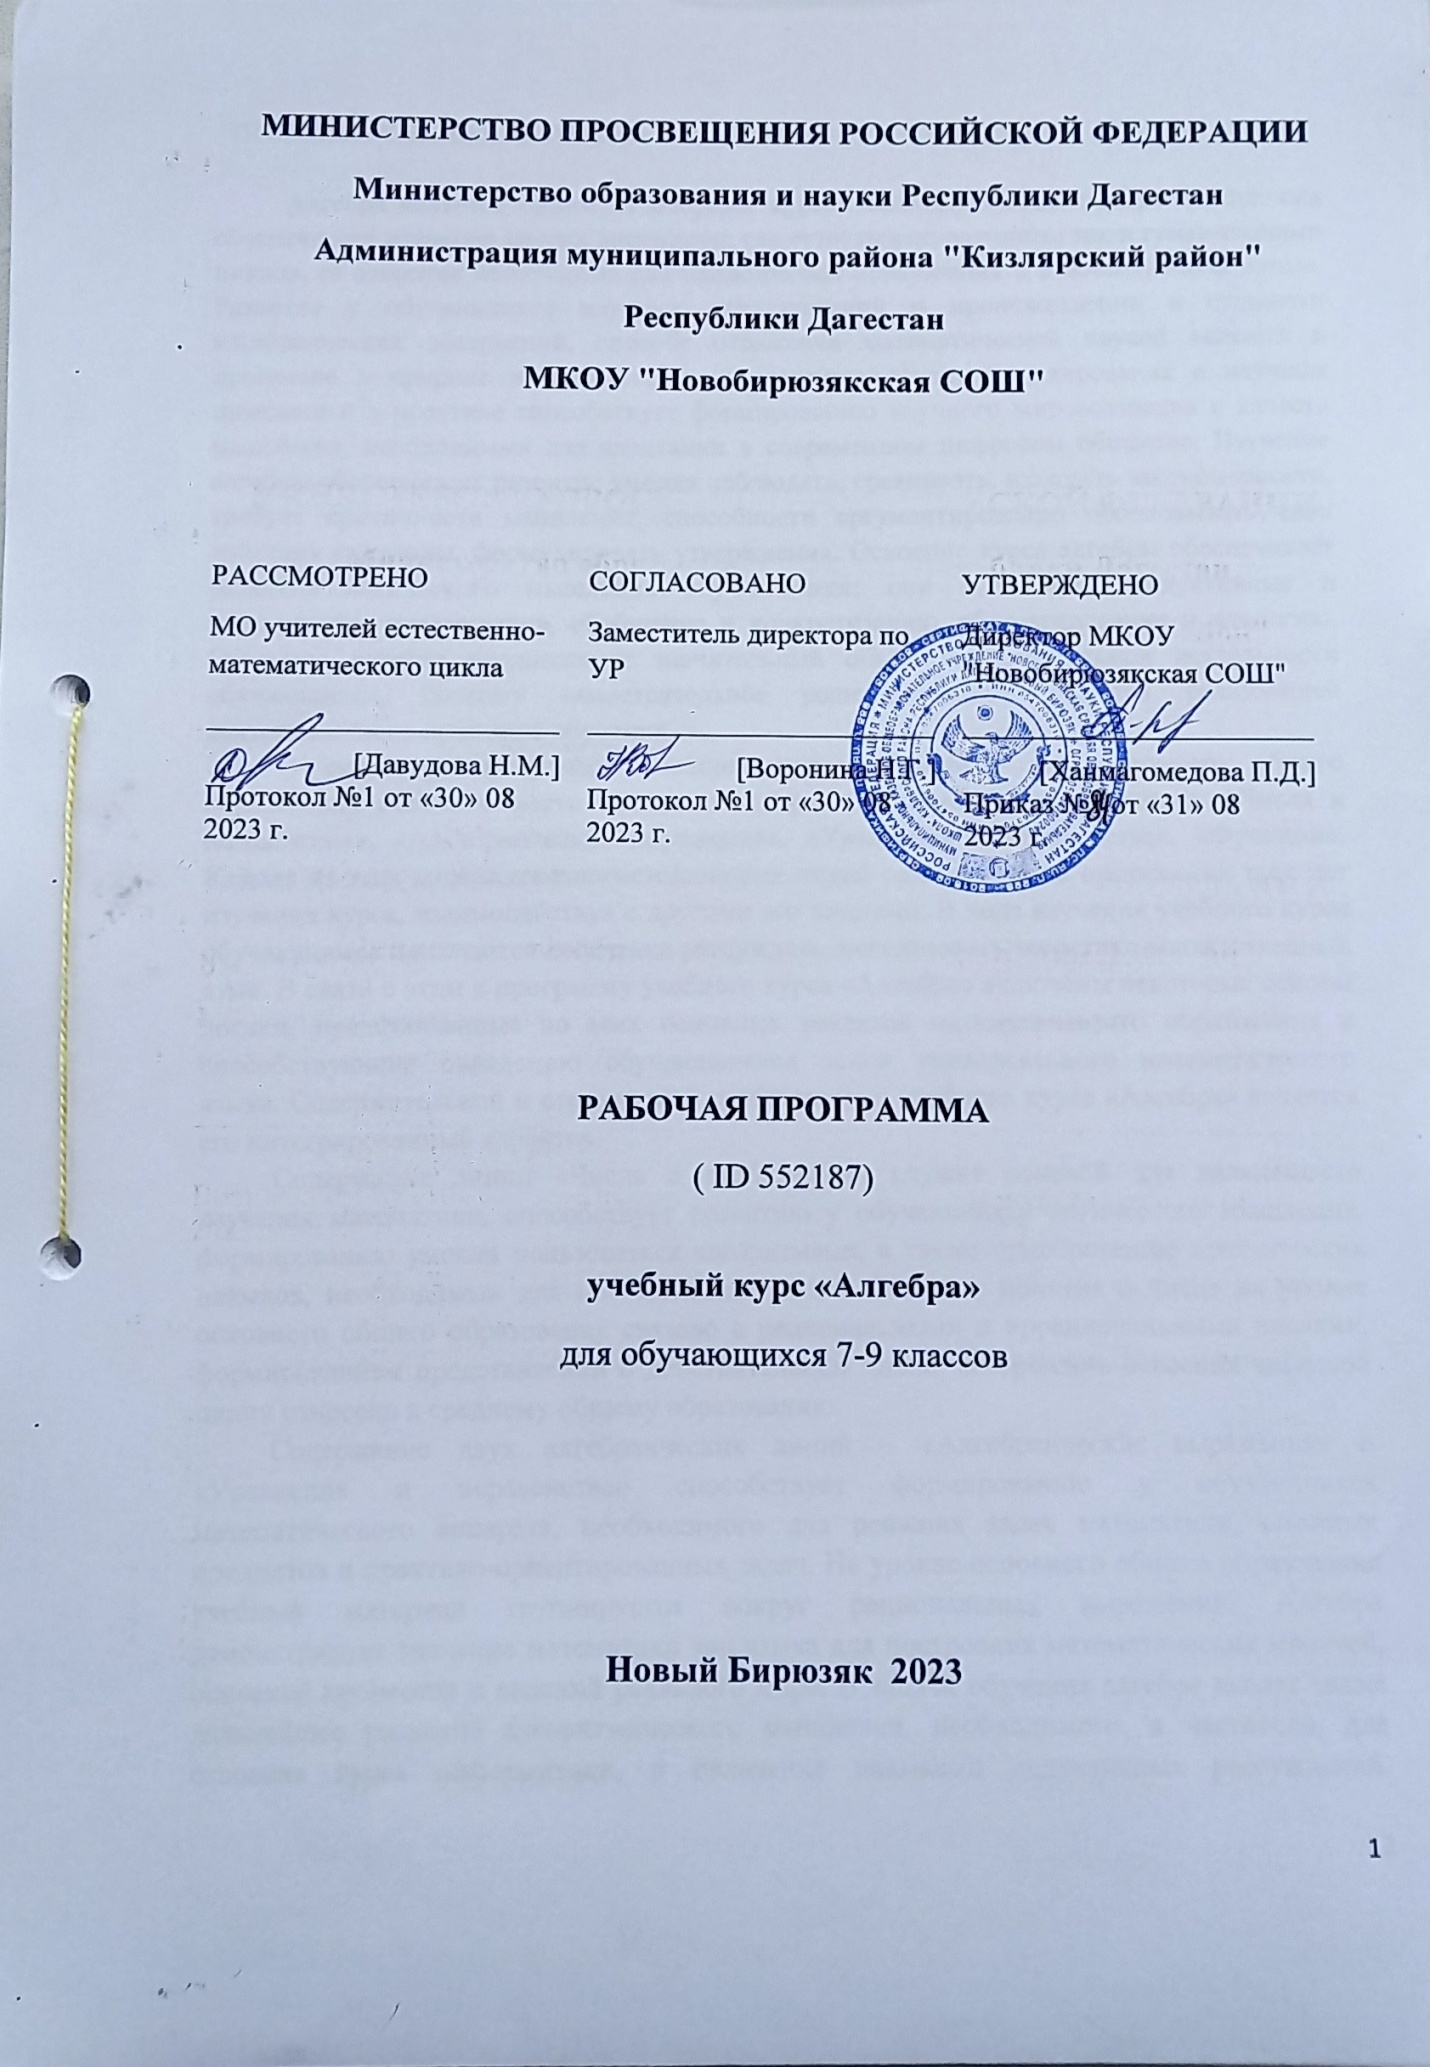 МИНИСТЕРСТВО ПРОСВЕЩЕНИЯ РОССИЙСКОЙ ФЕДЕРАЦИИ
Министерство образования и науки Республики Дагестан
Администрация муниципального района "Кизлярский район"
Республики Дагестан
МКОУ "Новобирюзякская СОШ"
РАССМОТРЕНО
МО учителей естественно-
математического цикла
[Давудова Н.М.]
Протокол №1 от «30» 08
2023 г.
СОГЛАСОВАНО
Заместитель директора по
УР
[Воронина Н.Г.]
Протокол №1 от «30» 08
2023 г.
УТВЕРЖДЕНО
Директор МКОУ
"Новобирюзякская СОШ"
[Ханмагомедова П.Д.]
Приказ от «31» 08
2023 г.
РАБОЧАЯ ПРОГРАММА
( ID 552187)
учебный курс «Алгебра»
для обучающихся 7-9 классов
Новый Бирюзяк 2023
1